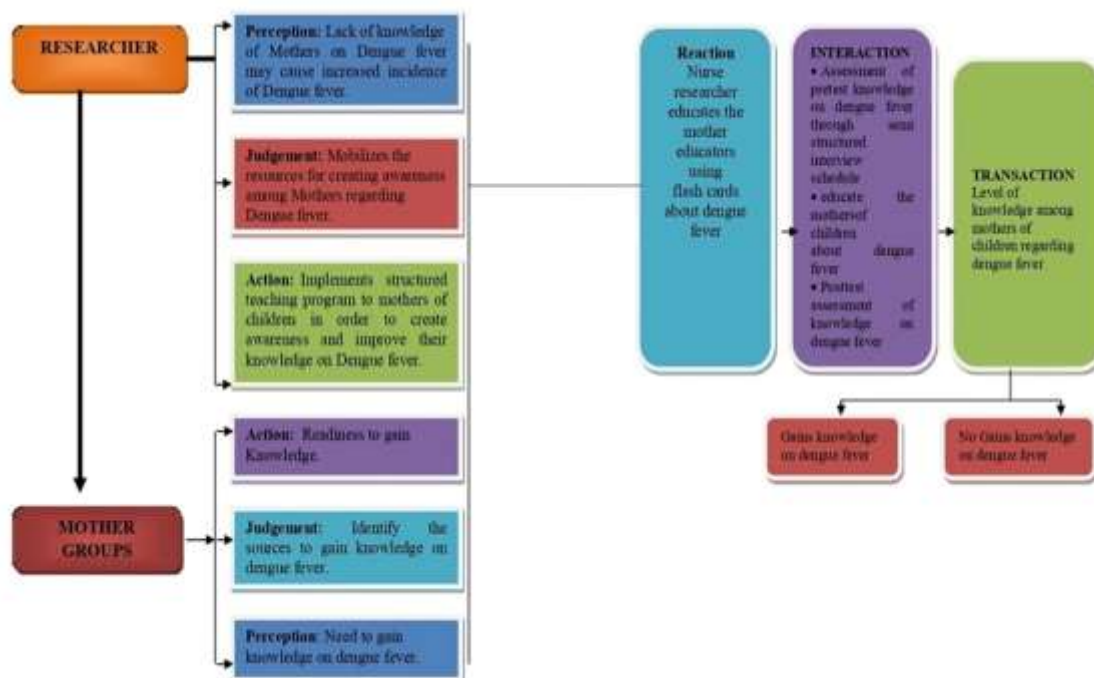 RESEARCHER
Perception: Lack of knowledge
of Mothers on Dengue fever
may cause increased incidence
of Dengue fever.
Judgement: Mobilizes the
resources for creating awareness
among Mothers regarding
Dengue fever.
Action: Implements structured
teaching program to mothers of
children in order to create
awareness and improve their
knowledge on Dengue fever.
MOTHER
GROUPS
Action: Readiness to gain
Knowledge.
Judgement: Identify the
sources to gain knowledge on
dengue fever.
Perception: Need to gain
knowledge on dengue fever.
Reaction
Nurse
researcher
educates the
mother
educators
using
flash cards
about dengue
fever
INTERACTION
• Assessment of
pretest knowledge
on dengue fever
through semi
structured
interview
schedule
• educate the
mothersof
children
about dengue
fever
• Posttest
assessment of
knowledge on
dengue fever
TRANSACTION
Level of
knowledge among
mothers of
children regarding
dengue fever
Gains knowledge
on dengue fever
No Gains knowledge
on dengue fever